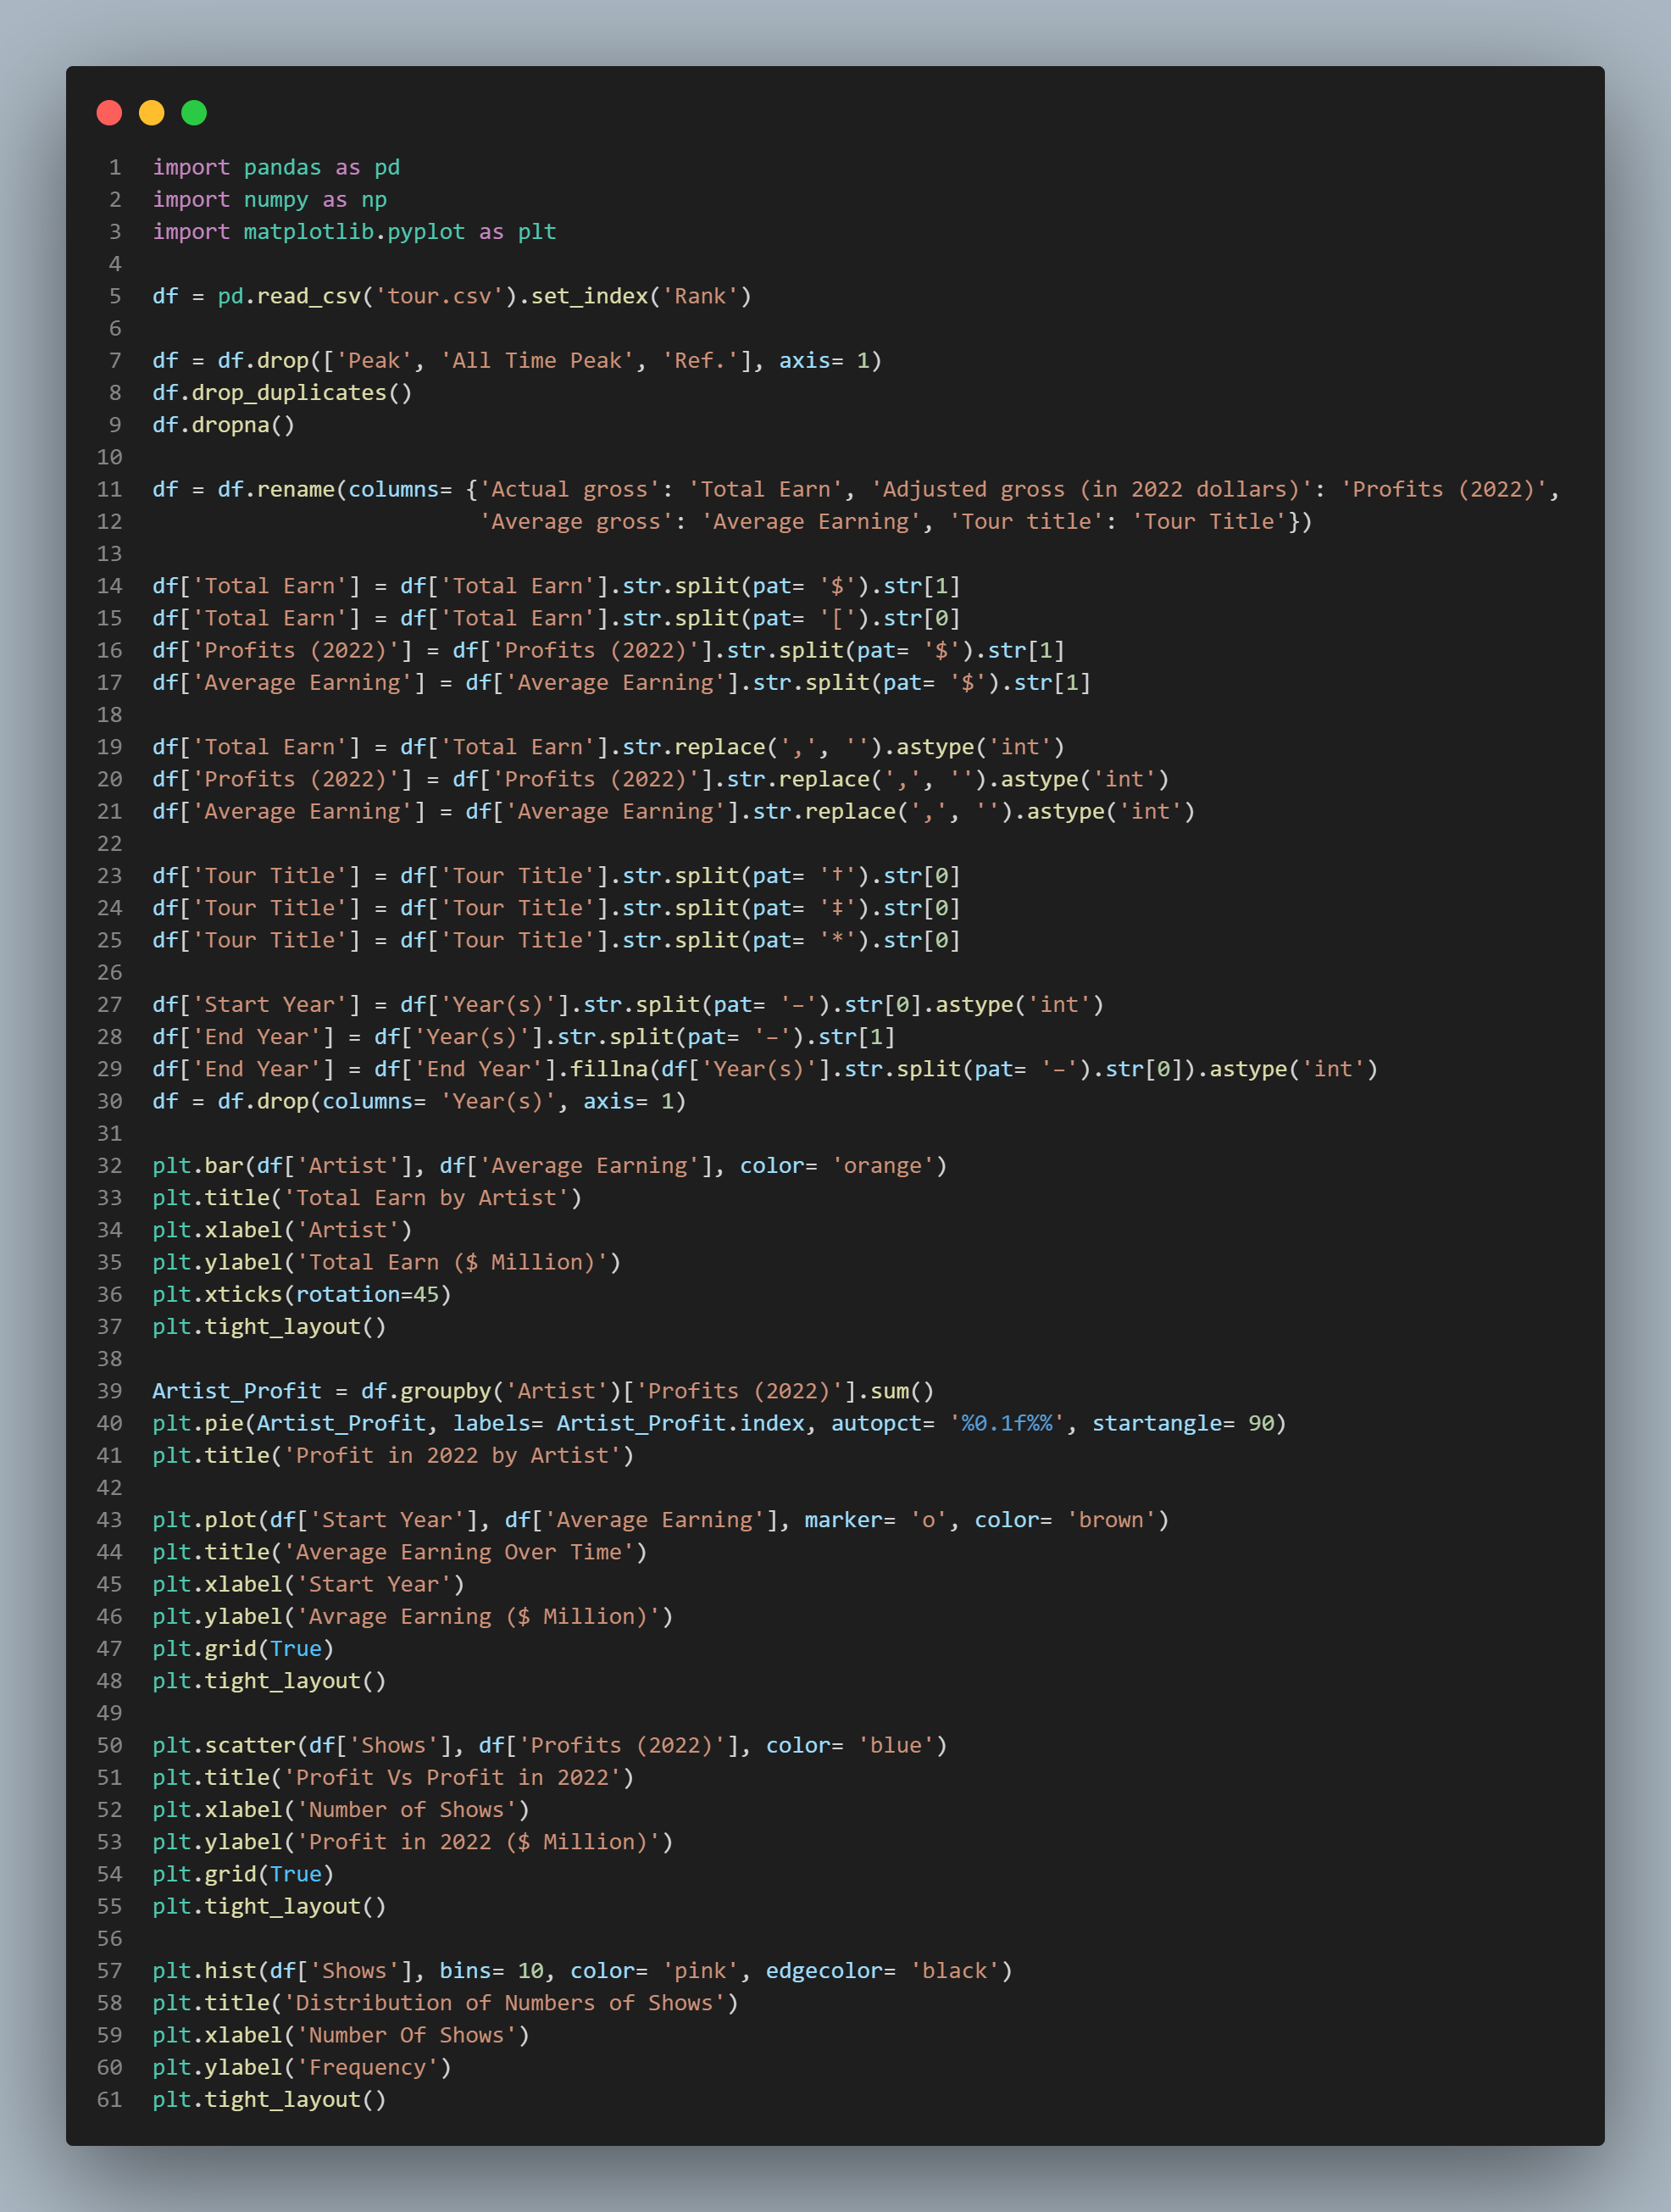 1 import pandas as pd
2 import numpy as np
3 import matplotlib.pyplot as plt
4
5 df = pd.read_csv('tour.csv').set_index('Rank')
6
7 df = df.drop(['Peak', 'All Time Peak', 'Ref.'], axis= 1)
8 df.drop_duplicates()
9 df.dropna()
10
11 df = df.rename(columns= {'Actual gross': 'Total Earn', 'Adjusted gross (in 2022 dollars)': 'Profits (2022)',
12                          'Average gross': 'Average Earning', 'Tour title': 'Tour Title'})
13
14 df['Total Earn'] = df['Total Earn'].str.split(pat= '$').str[1]
15 df['Total Earn'] = df['Total Earn'].str.split(pat= '[').str[0]
16 df['Profits (2022)'] = df['Profits (2022)'].str.split(pat= '$').str[1]
17 df['Average Earning'] = df['Average Earning'].str.split(pat= '$').str[1]
18
19 df['Total Earn'] = df['Total Earn'].str.replace(',', '').astype('int')
20 df['Profits (2022)'] = df['Profits (2022)'].str.replace(',', '').astype('int')
21 df['Average Earning'] = df['Average Earning'].str.replace(',', '').astype('int')
22
23 df['Tour Title'] = df['Tour Title'].str.split(pat= '†').str[0]
24 df['Tour Title'] = df['Tour Title'].str.split(pat= '‡').str[0]
25 df['Tour Title'] = df['Tour Title'].str.split(pat= '*').str[0]
26
27 df['Start Year'] = df['Year(s)'].str.split(pat= '–').str[0].astype('int')
28 df['End Year'] = df['Year(s)'].str.split(pat= '–').str[1]
29 df['End Year'] = df['End Year'].fillna(df['Year(s)'].str.split(pat= '–').str[0]).astype('int')
30 df = df.drop(columns= 'Year(s)', axis= 1)
31
32 plt.bar(df['Artist'], df['Average Earning'], color= 'orange')
33 plt.title('Total Earn by Artist')
34 plt.xlabel('Artist')
35 plt.ylabel('Total Earn ($ Million)')
36 plt.xticks(rotation=45)
37 plt.tight_layout()
38
39 Artist_Profit = df.groupby('Artist')['Profits (2022)'].sum()
40 plt.pie(Artist_Profit, labels= Artist_Profit.index, autopct= '%0.1f%%', startangle= 90)
41 plt.title('Profit in 2022 by Artist')
42
43 plt.plot(df['Start Year'], df['Average Earning'], marker= 'o', color= 'brown')
44 plt.title('Average Earning Over Time')
45 plt.xlabel('Start Year')
46 plt.ylabel('Avrage Earning ($ Million)')
47 plt.grid(True)
48 plt.tight_layout()
49
50 plt.scatter(df['Shows'], df['Profits (2022)'], color= 'blue')
51 plt.title('Profit Vs Profit in 2022')
52 plt.xlabel('Number of Shows')
53 plt.ylabel('Profit in 2022 ($ Million)')
54 plt.grid(True)
55 plt.tight_layout()
56
57 plt.hist(df['Shows'], bins= 10, color= 'pink', edgecolor= 'black')
58 plt.title('Distribution of Numbers of Shows')
59 plt.xlabel('Number Of Shows')
60 plt.ylabel('Frequency')
61 plt.tight_layout()